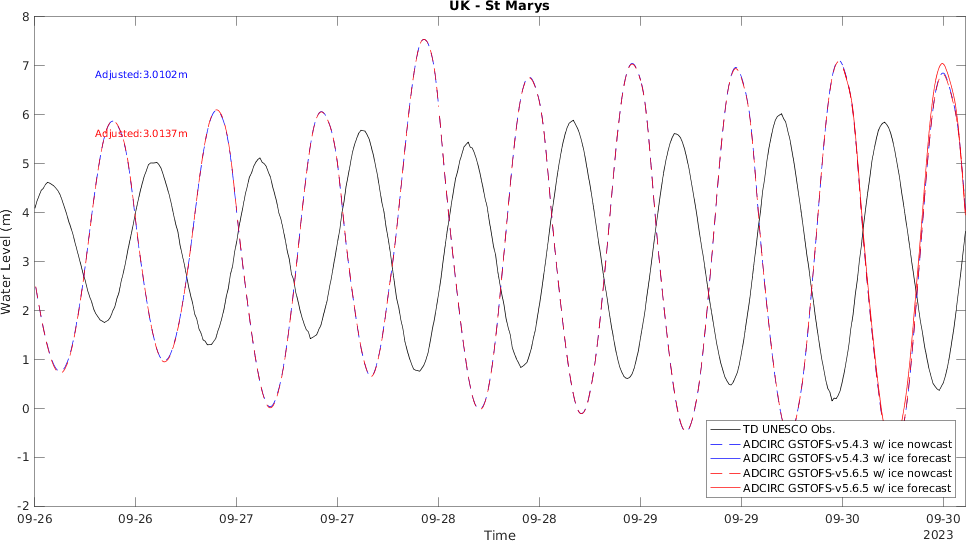 UK - St Marys
8
7
6
5
4
3
2
1
0
-1
-2
Water Level (m)
Adjusted:3.0102m
Adjusted:3.0137m
TD UNESCO Obs.
ADCIRC GSTOFS-v5.4.3 w/ ice nowcast
ADCIRC GSTOFS-v5.4.3 w/ ice forecast
ADCIRC GSTOFS-v5.6.5 w/ ice nowcast
ADCIRC GSTOFS-v5.6.5 w/ ice forecast
09-26 09-26 09-27 09-27 09-28 09-28 09-29 09-29 09-30 09-30
Time
2023